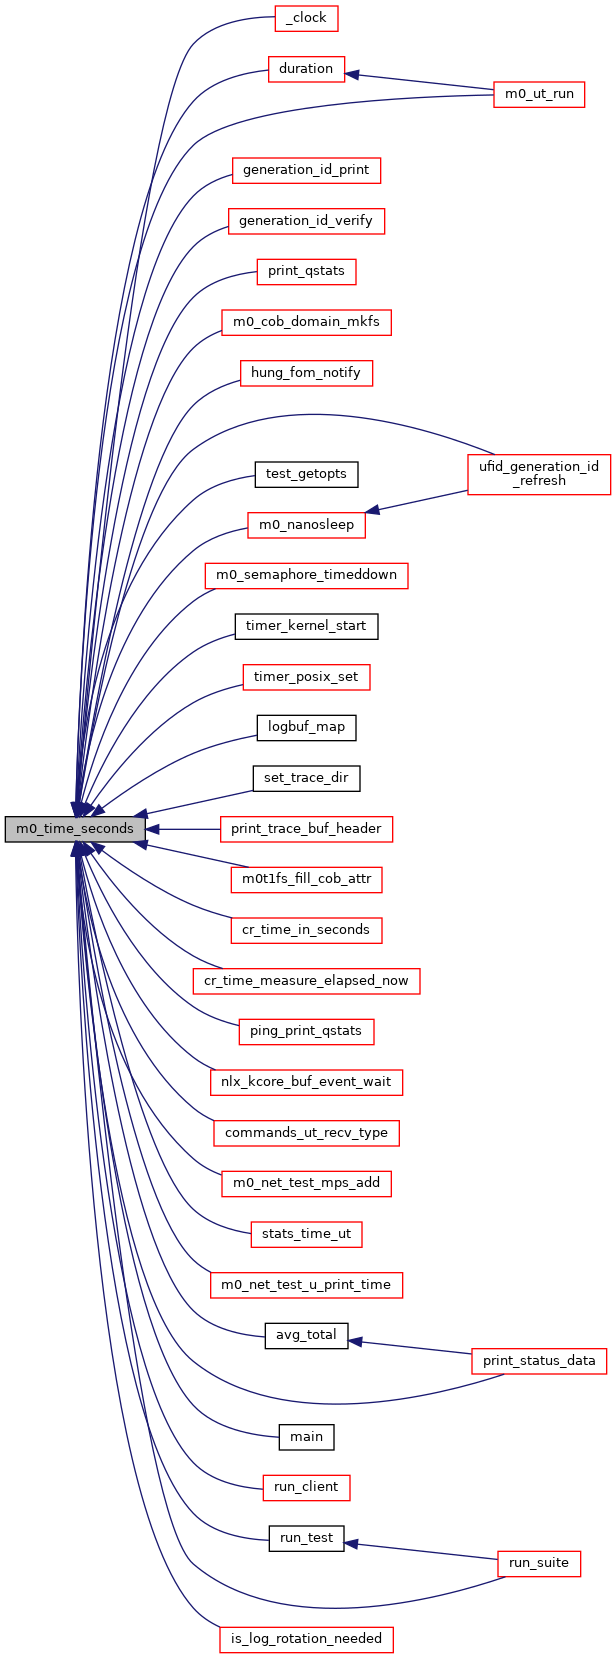 _clock
duration
m0_ut_run
generation_id_print
generation_id_verify
print_qstats
m0_cob_domain_mkfs
hung_fom_notify
ufid_generation_id
_refresh
test_getopts
m0_nanosleep
m0_semaphore_timeddown
timer_kernel_start
timer_posix_set
logbuf_map
set_trace_dir
m0_time_seconds
print_trace_buf_header
m0t1fs_fill_cob_attr
cr_time_in_seconds
cr_time_measure_elapsed_now
ping_print_qstats
nlx_kcore_buf_event_wait
commands_ut_recv_type
m0_net_test_mps_add
stats_time_ut
m0_net_test_u_print_time
avg_total
print_status_data
main
run_client
run_test
run_suite
is_log_rotation_needed